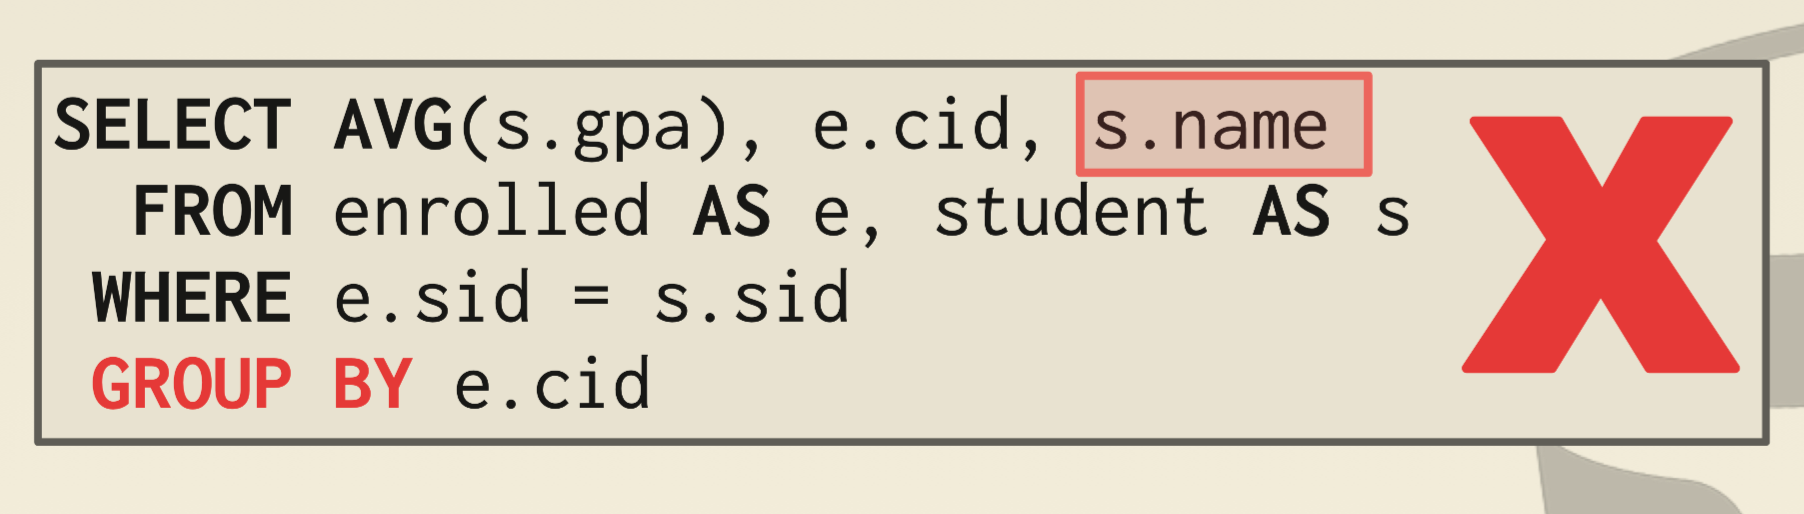 SELECT AVG(s.gpa), e.cid, s.name
FROM enrolled AS e, student AS s
WHERE e.sid = s.sid
GROUP BY e.cid
X